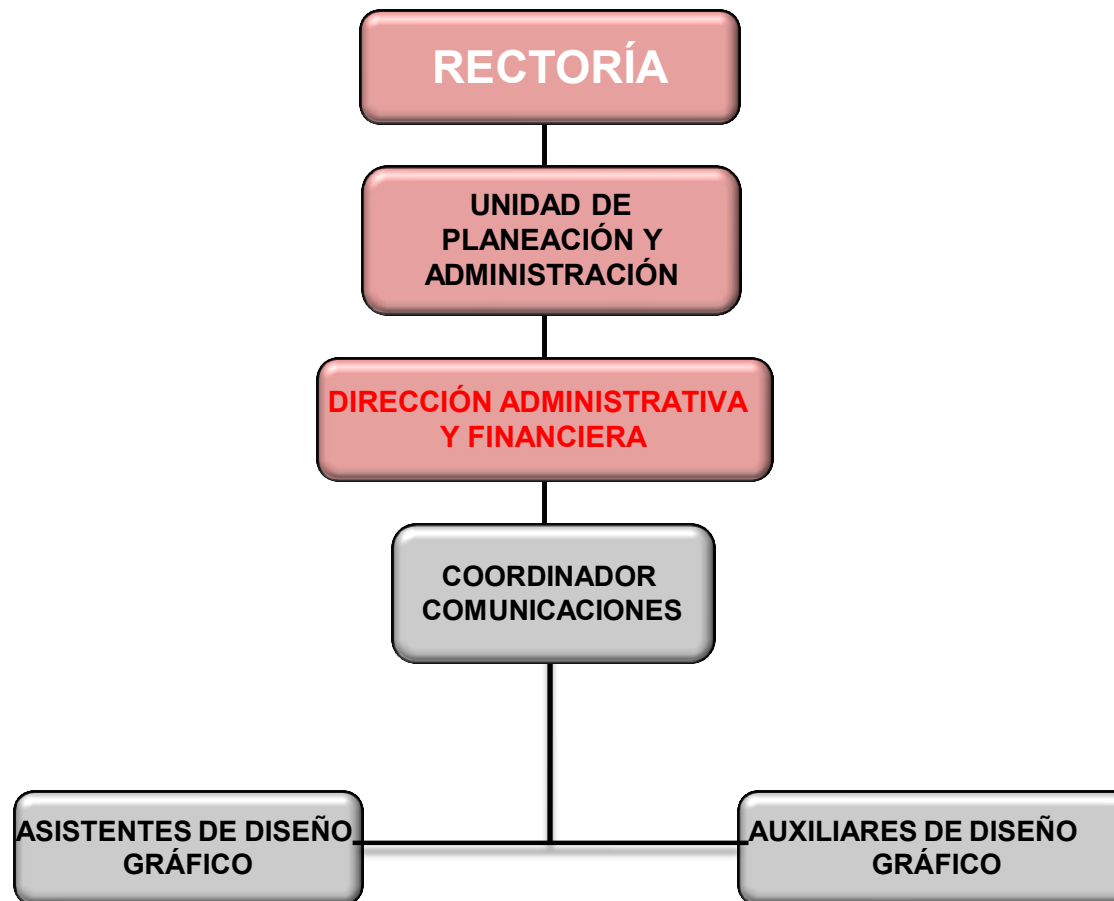 RECTORÍA
UNIDAD DE
PLANEACIÓN Y
ADMINISTRACIÓN
DIRECCIÓN ADMINISTRATIVA
Y FINANCIERA
COORDINADOR
COMUNICACIONES
ASISTENTES DE DISEÑO
GRÁFICO
AUXILIARES DE DISEÑO
GRÁFICO